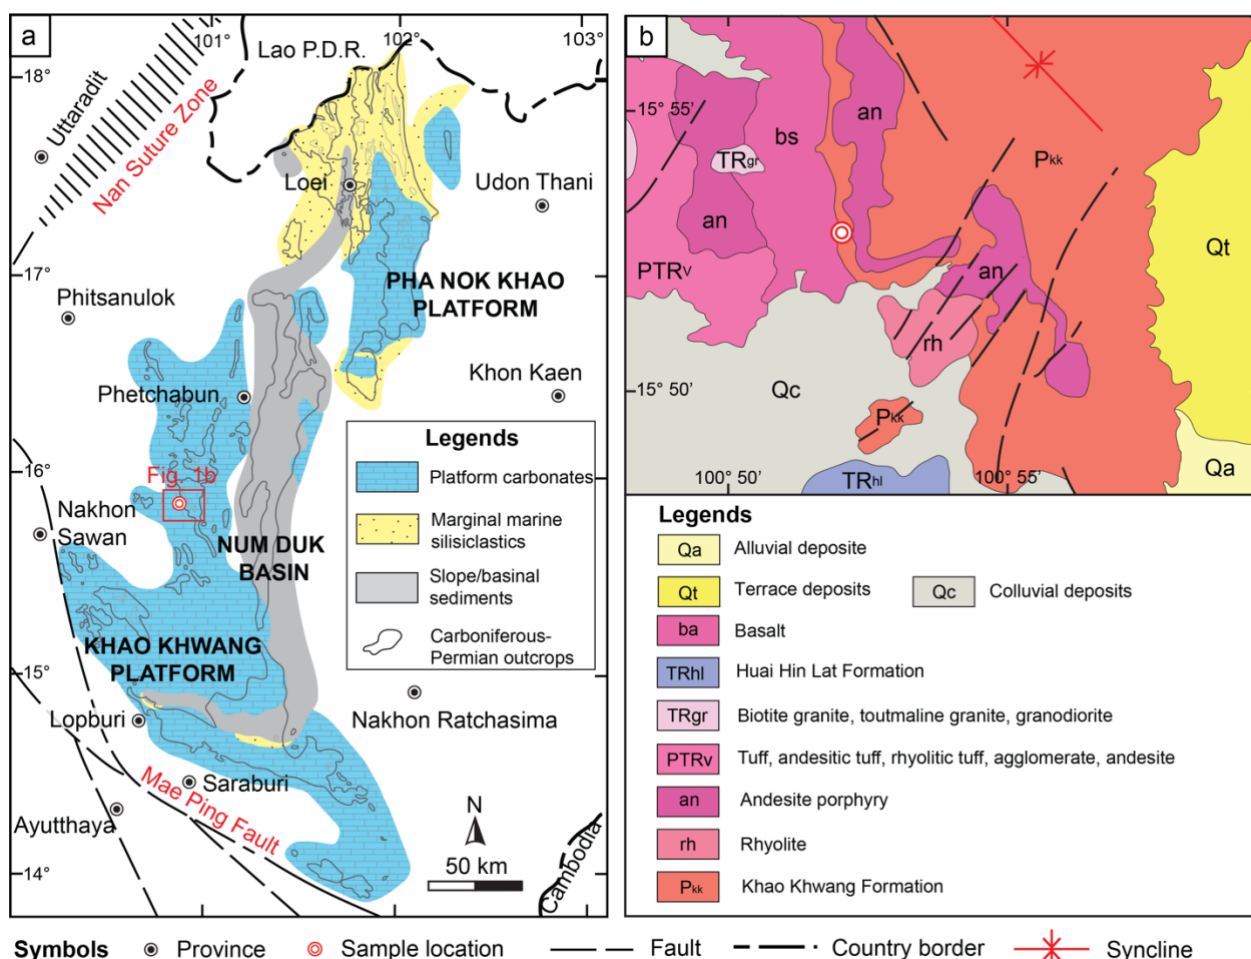 a
101°
Lao P.D.R.
102°
103°
18°
Uttaradit
Nan Suture Zone
Loei
Udon Thani
17°
Phitsanulok
PHA NOK KHAO
PLATFORM
Phetchabun
Khon Kaen
16°
Fig. 1b
Nakhon
Sawan
NUM DUK
BASIN
Legends
Platform carbonates
Marginal marine
silisiclastics
Slope/basinal
sediments
Carboniferous-
Permian outcrops
KHAO KHWANG
PLATFORM
15°
Lopburi
Nakhon Ratchasima
Saraburi
Mae Ping Fault
Ayutthaya
N
50 km
14°
Cambodia
b
15° 55'
an
bs
TRgr
Pkk
an
Qt
PTRv
an
rh
15° 50'
Qc
Pkk
100° 50'
TRhl
100° 55'
Qa
Legends
Qa Alluvial deposite
Qt Terrace deposits
Qc Colluvial deposits
ba Basalt
TRhl Huai Hin Lat Formation
TRgr Biotite granite, toutmaline granite, granodiorite
PTRv Tuff, andesitic tuff, rhyolitic tuff, agglomerate, andesite
an Andesite porphyry
rh Rhyolite
Pkk Khao Khwang Formation
Symbols Province Sample location Fault Country border Syncline